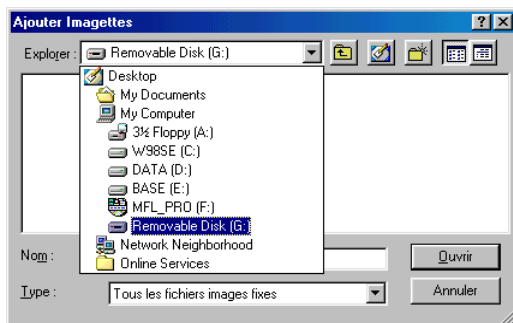 Ajouter Imagettes
Explorer : Removable Disk (G:)
Desktop
My Documents
My Computer
3½ Floppy (A:)
W98SE (C:)
DATA (D:)
BASE (E:)
MFL_PRO (F:)
Removable Disk (G:)
Network Neighborhood
Online Services
Nom :
Ouvrir
Type : Tous les fichiers images fixes
Annuler